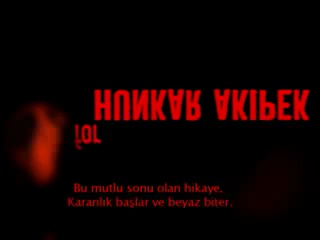 HUNKAR AKIPEK
Bu mutlu sonu olan hikaye.
Karanlık başlar ve beyaz biter.